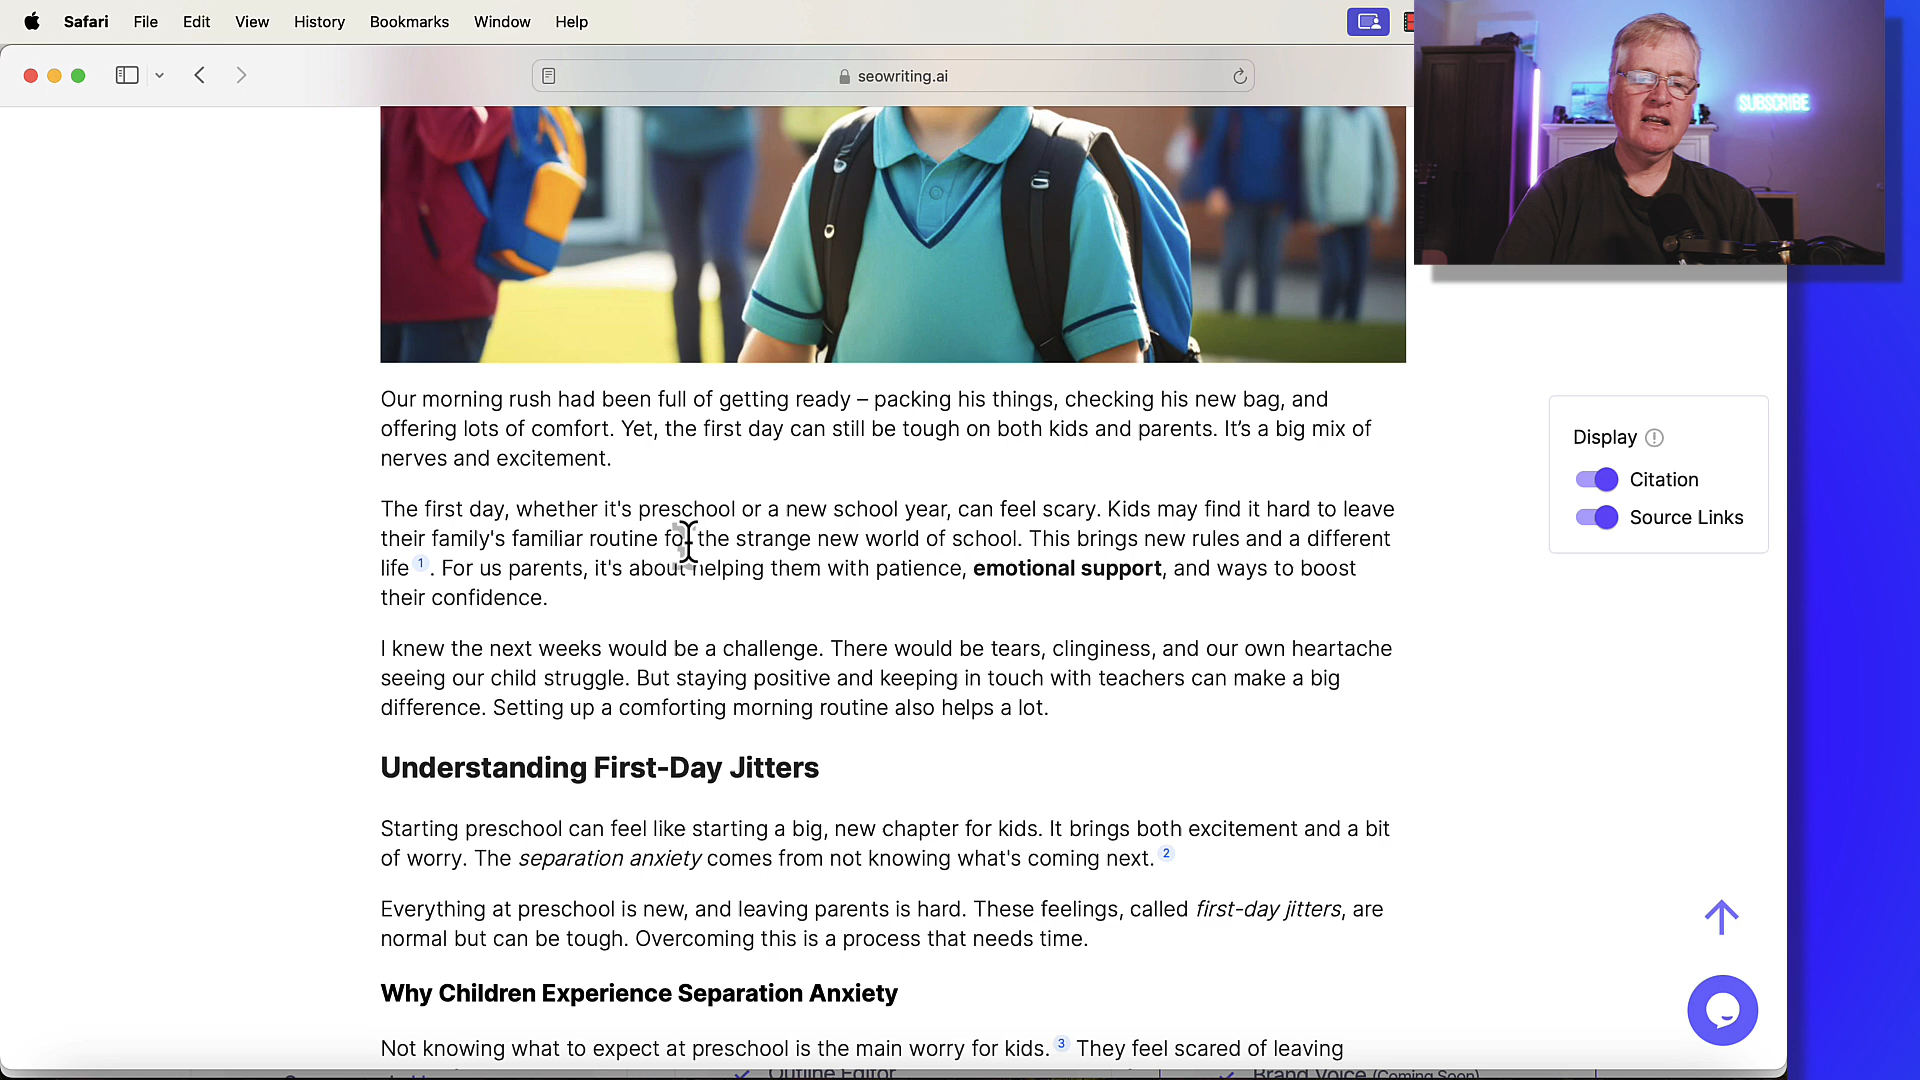 Safari File Edit View History Bookmarks Window Help
seowriting.ai
SUBSCRIBE
Our morning rush had been full of getting ready – packing his things, checking his new bag, and
offering lots of comfort. Yet, the first day can still be tough on both kids and parents. It’s a big mix of
nerves and excitement.
The first day, whether it's preschool or a new school year, can feel scary. Kids may find it hard to leave
their family's familiar routine for the strange new world of school. This brings new rules and a different
life 1. For us parents, it's about helping them with patience, emotional support, and ways to boost
their confidence.
I knew the next weeks would be a challenge. There would be tears, clinginess, and our own heartache
seeing our child struggle. But staying positive and keeping in touch with teachers can make a big
difference. Setting up a comforting morning routine also helps a lot.
Understanding First-Day Jitters
Starting preschool can feel like starting a big, new chapter for kids. It brings both excitement and a bit
of worry. The separation anxiety comes from not knowing what's coming next. 2
Everything at preschool is new, and leaving parents is hard. These feelings, called first-day jitters, are
normal but can be tough. Overcoming this is a process that needs time.
Why Children Experience Separation Anxiety
Not knowing what to expect at preschool is the main worry for kids. 3 They feel scared of leaving
Display
Citation
Source Links
Outline Editor
Brand Voice (Coming Soon)